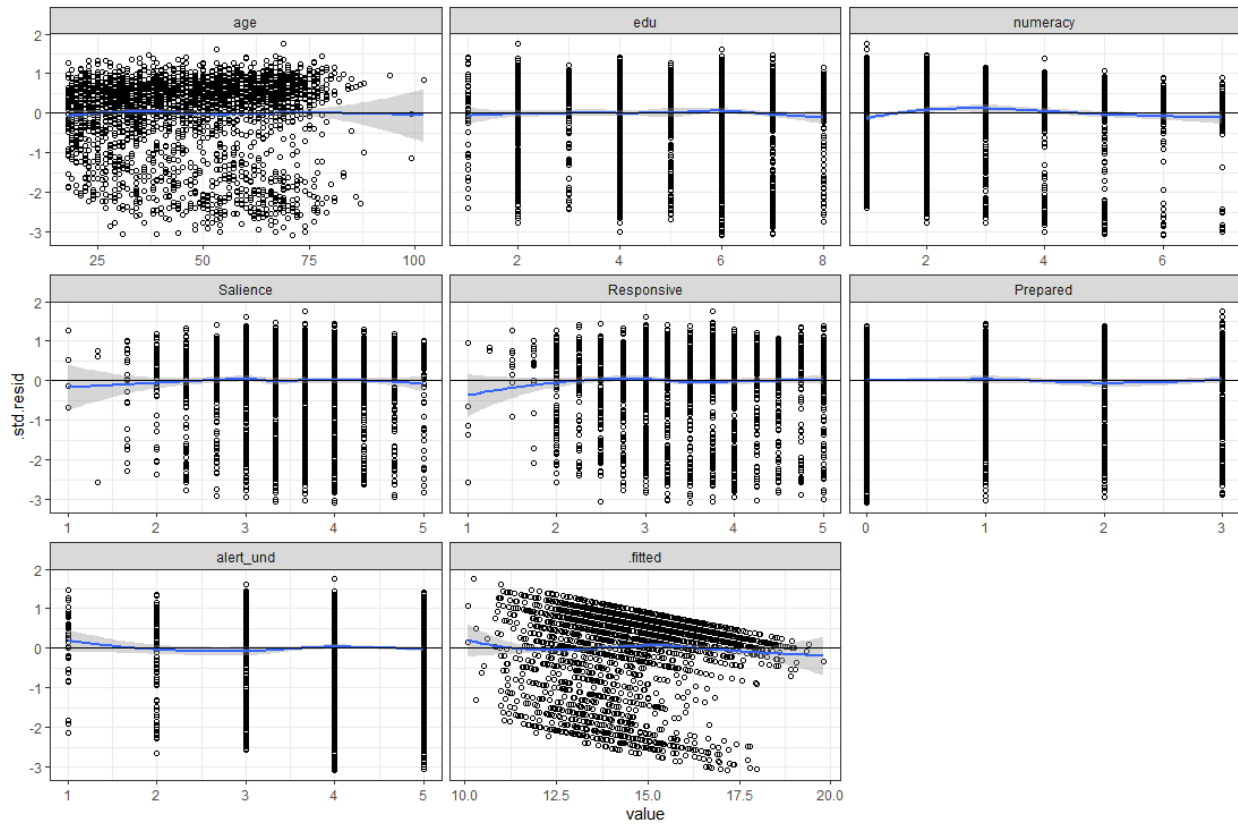 age edu numeracy
2
1
0
-1
-2
-3
25 50 75 100 2 4 6 8 2 4 6
Salience Responsive Prepared
2
1
0
-1
-2
-3
.std.resid
1 2 3 4 5 1 2 3 4 5 0 1 2 3
alert_und .fitted
2
1
0
-1
-2
-3
1 2 3 4 5 10.0 12.5 15.0 17.5 20.0
value